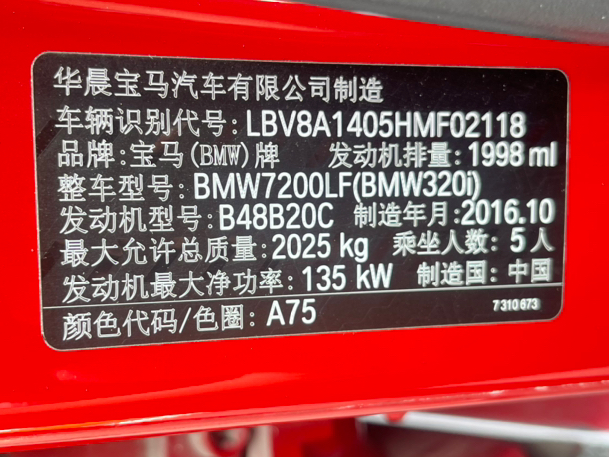 华晨宝马汽车有限公司制造
车辆识别代号: LBV8A1405HMF02118
品牌: 宝马(BMW)牌 发动机排量: 1998 ml
整车型号: BMW7200LF(BMW320i)
发动机型号: B48B20C 制造年月: 2016.10
最大允许总质量: 2025 kg 乘坐人数: 5人
发动机最大净功率: 135 kW 制造国: 中国
颜色代码/色圈: A75 7 310 673